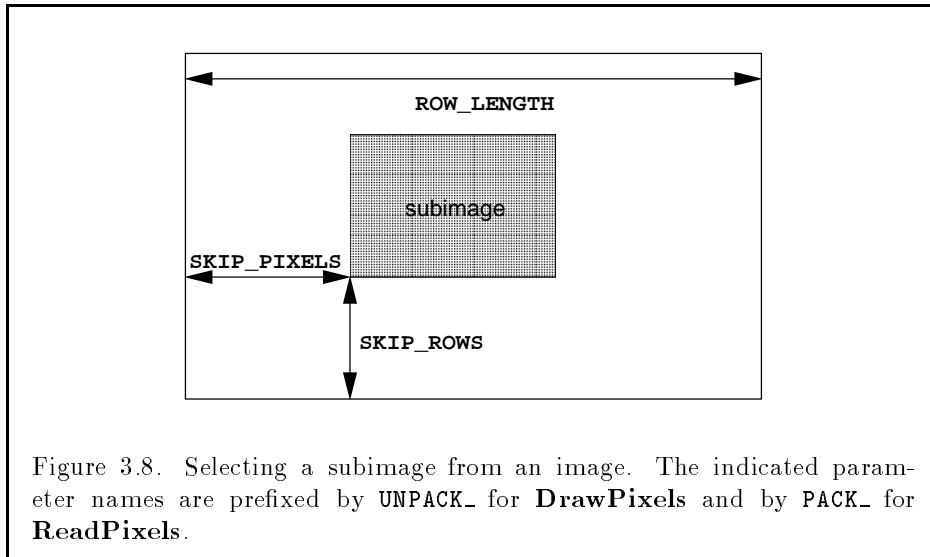 ROW_LENGTH
subimage
SKIP_PIXELS
SKIP_ROWS
Figure 3.8. Selecting a subimage from an image. The indicated param-
eter names are prefixed by UNPACK_ for DrawPixels and by PACK_ for
ReadPixels.